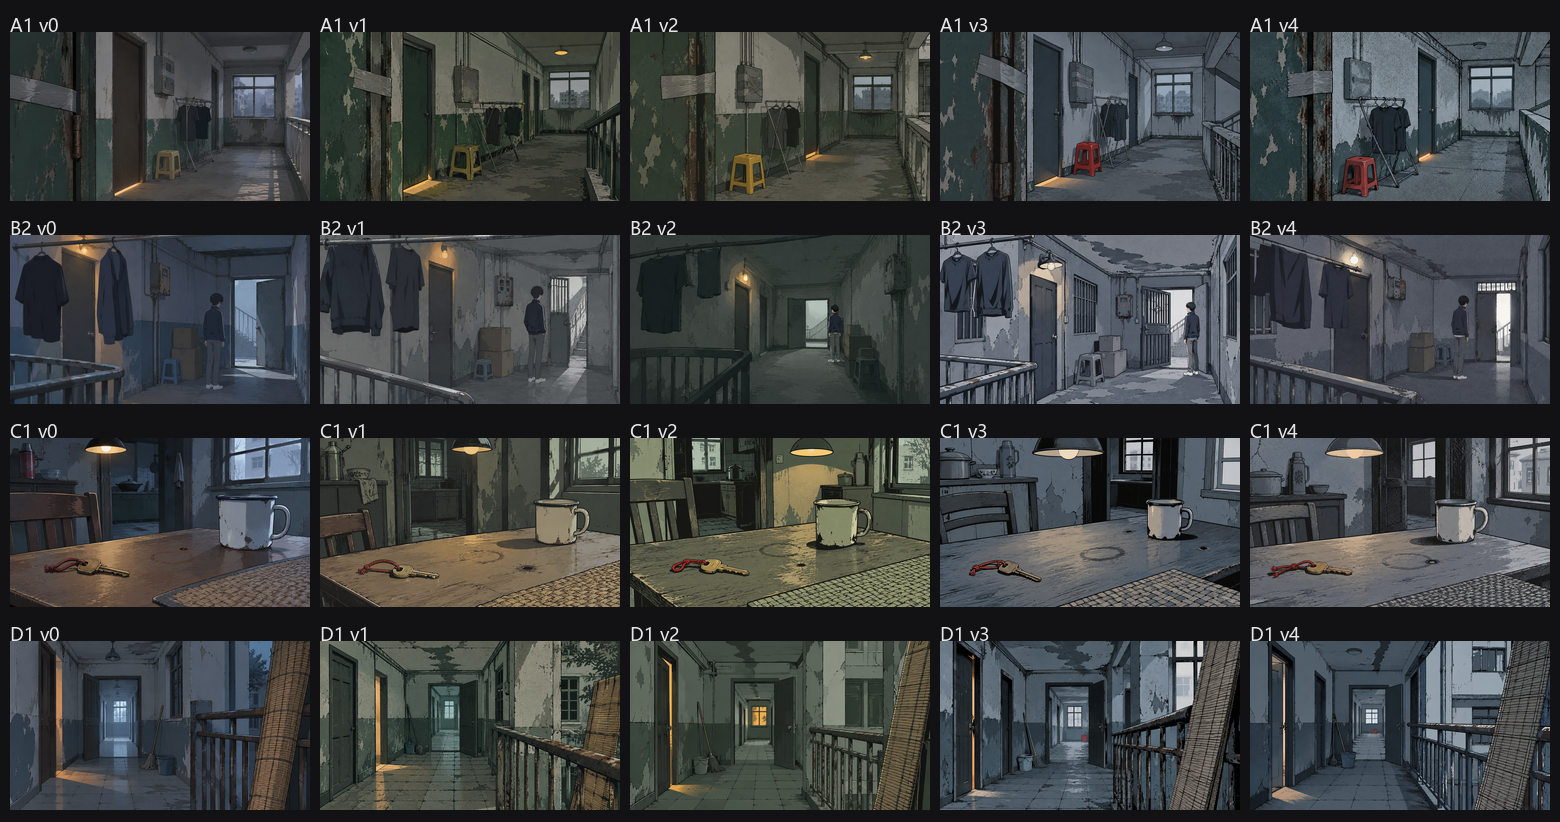 A1 v0
A1 v1
A1 v2
A1 v3
A1 v4
B2 v0
B2 v1
B2 v2
B2 v3
B2 v4
C1 v0
C1 v1
C1 v2
C1 v3
C1 v4
D1 v0
D1 v1
D1 v2
D1 v3
D1 v4